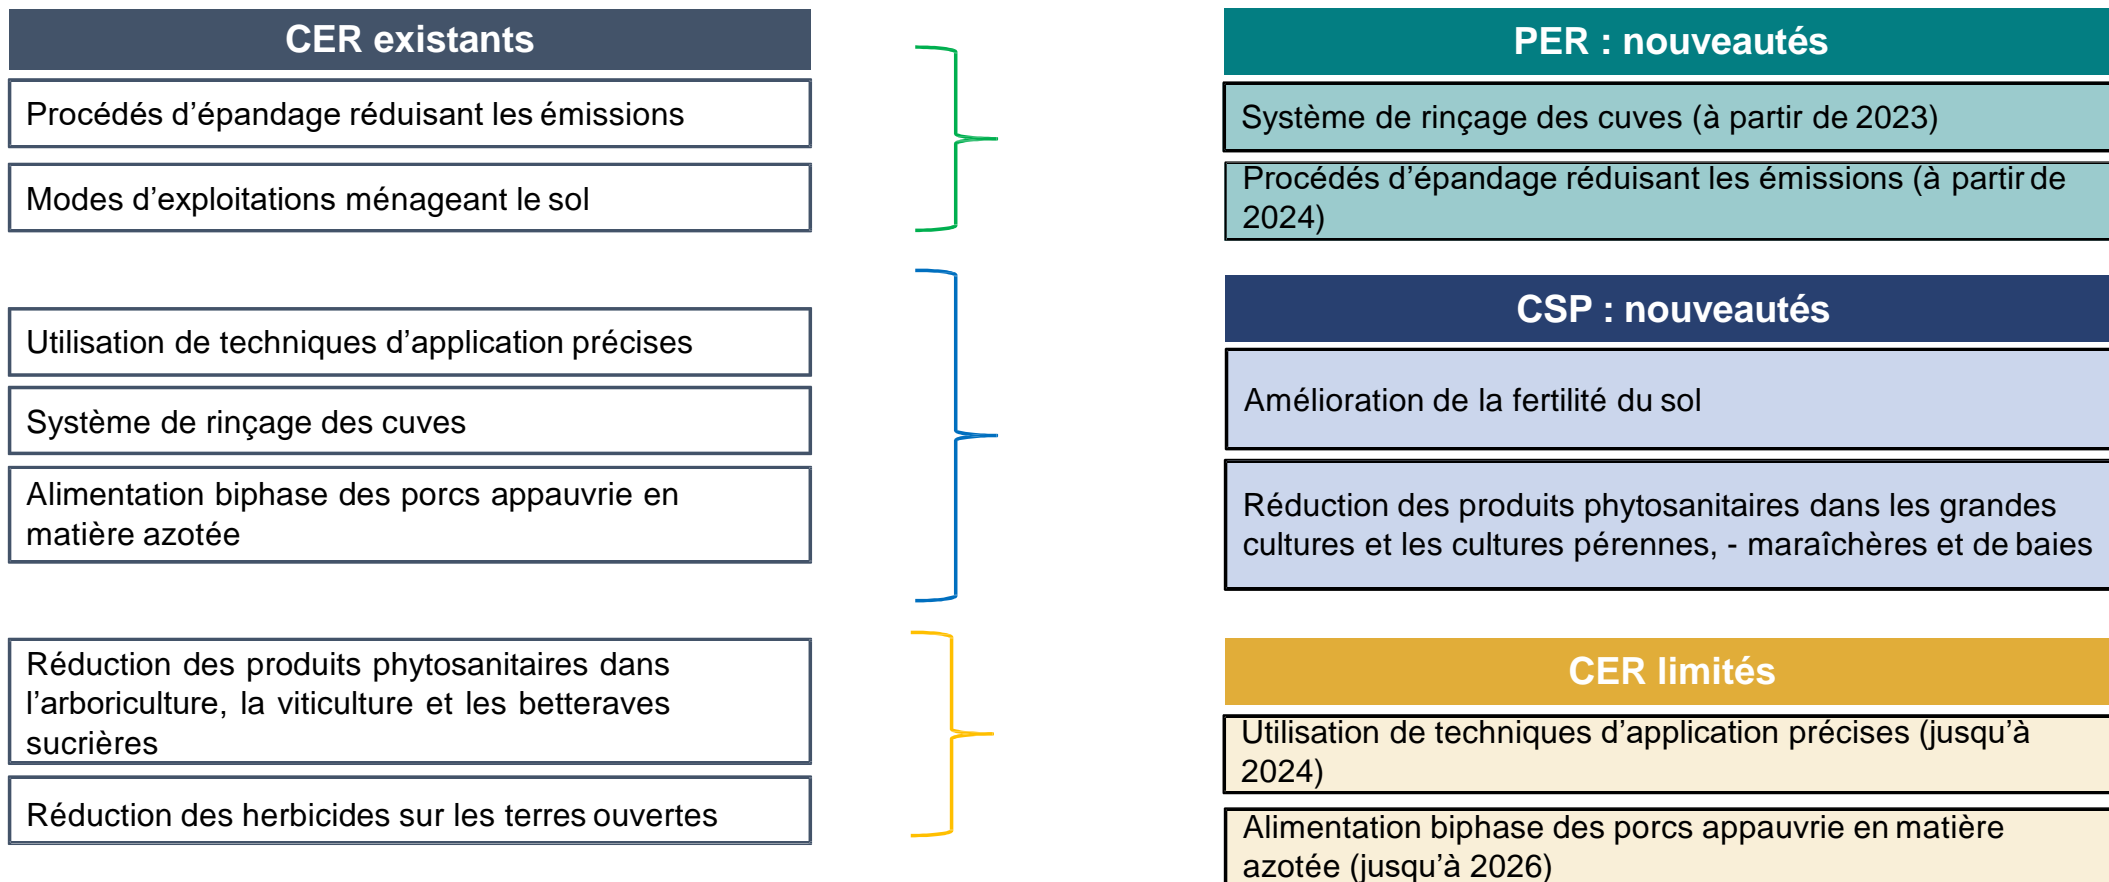 CER existants
Procédés d’épandage réduisant les émissions
Modes d’exploitations ménageant le sol
Utilisation de techniques d’application précises
Système de rinçage des cuves
Alimentation biphase des porcs appauvrie en
matière azotée
Réduction des produits phytosanitaires dans
l’arboriculture, la viticulture et les betteraves
sucrières
Réduction des herbicides sur les terres ouvertes
PER : nouveautés
Système de rinçage des cuves (à partir de 2023)
Procédés d’épandage réduisant les émissions (à partir de
2024)
CSP : nouveautés
Amélioration de la fertilité du sol
Réduction des produits phytosanitaires dans les grandes
cultures et les cultures pérennes, - maraîchères et de baies
CER limités
Utilisation de techniques d’application précises (jusqu’à
2024)
Alimentation biphase des porcs appauvrie en matière
azotée (jusqu’à 2026)